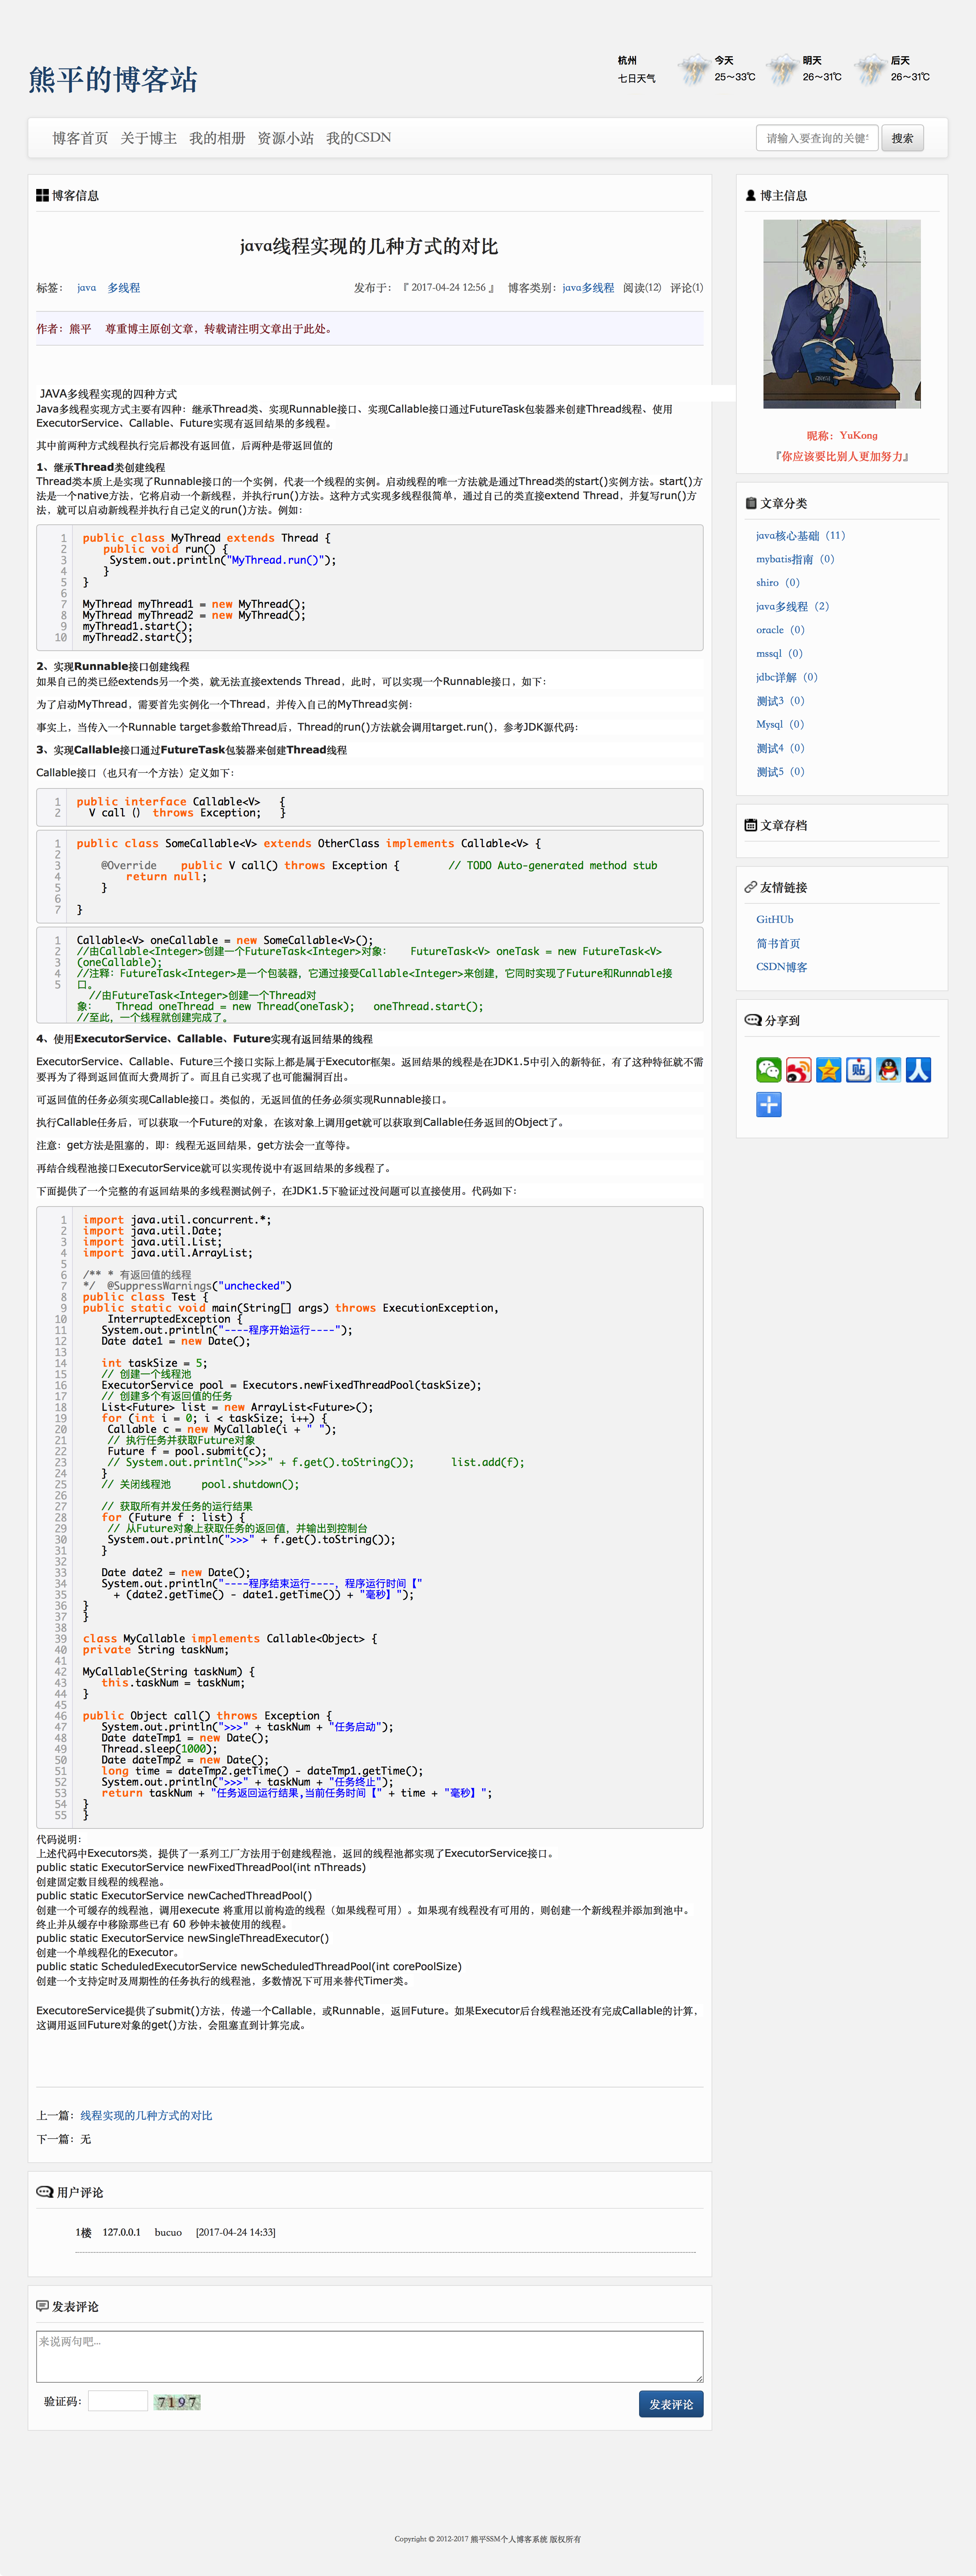 熊平的博客站
杭州
七日天气
今天
25～33℃
明天
26～31℃
后天
26～31℃
博客首页 关于博主 我的相册 资源小站 我的CSDN
请输入要查询的关键字
搜索
博客信息
java线程实现的几种方式的对比
标签： java 多线程 发布于：『 2017-04-24 12:56 』 博客类别：java多线程 阅读(12) 评论(1)
作者：熊平 尊重博主原创文章，转载请注明文章出于此处。
JAVA多线程实现的四种方式
Java多线程实现方式主要有四种：继承Thread类、实现Runnable接口、实现Callable接口通过FutureTask包装器来创建Thread线程、使用
ExecutorService、Callable、Future实现有返回结果的多线程。
其中前两种方式线程执行完后都没有返回值，后两种是带返回值的
1、继承Thread类创建线程
Thread类本质上是实现了Runnable接口的一个实例，代表一个线程的实例。启动线程的唯一方法就是通过Thread类的start()实例方法。start()方
法是一个native方法，它将启动一个新线程，并执行run()方法。这种方式实现多线程很简单，通过自己的类直接extend Thread，并复写run()方
法，就可以启动新线程并执行自己定义的run()方法。例如：
1 public class MyThread extends Thread {
2 public void run() {
3 System.out.println("MyThread.run()");
4 }
5 }
6
7 MyThread myThread1 = new MyThread();
8 MyThread myThread2 = new MyThread();
9 myThread1.start();
10 myThread2.start();
2、实现Runnable接口创建线程
如果自己的类已经extends另一个类，就无法直接extends Thread，此时，可以实现一个Runnable接口，如下：
为了启动MyThread，需要首先实例化一个Thread，并传入自己的MyThread实例：
事实上，当传入一个Runnable target参数给Thread后，Thread的run()方法就会调用target.run()，参考JDK源代码：
3、实现Callable接口通过FutureTask包装器来创建Thread线程
Callable接口（也只有一个方法）定义如下：
1 public interface Callable<V> {
2 V call（） throws Exception; }
1 public class SomeCallable<V> extends OtherClass implements Callable<V> {
2
3 @Override public V call() throws Exception { // TODO Auto-generated method stub
4 return null;
5 }
6
7 }
1 Callable<V> oneCallable = new SomeCallable<V>();
2 //由Callable<Integer>创建一个FutureTask<Integer>对象： FutureTask<V> oneTask = new FutureTask<V>
3 (oneCallable);
4 //注释：FutureTask<Integer>是一个包装器，它通过接受Callable<Integer>来创建，它同时实现了Future和Runnable接
5 口。
//由FutureTask<Integer>创建一个Thread对
象： Thread oneThread = new Thread(oneTask); oneThread.start();
//至此，一个线程就创建完成了。
4、使用ExecutorService、Callable、Future实现有返回结果的线程
ExecutorService、Callable、Future三个接口实际上都是属于Executor框架。返回结果的线程是在JDK1.5中引入的新特征，有了这种特征就不需
要再为了得到返回值而大费周折了。而且自己实现了也可能漏洞百出。
可返回值的任务必须实现Callable接口。类似的，无返回值的任务必须实现Runnable接口。
执行Callable任务后，可以获取一个Future的对象，在该对象上调用get就可以获取到Callable任务返回的Object了。
注意：get方法是阻塞的，即：线程无返回结果，get方法会一直等待。
再结合线程池接口ExecutorService就可以实现传说中有返回结果的多线程了。
下面提供了一个完整的有返回结果的多线程测试例子，在JDK1.5下验证过没问题可以直接使用。代码如下：
1 import java.util.concurrent.*;
2 import java.util.Date;
3 import java.util.List;
4 import java.util.ArrayList;
5
6 /** * 有返回值的线程
7 */ @SuppressWarnings("unchecked")
8 public class Test {
9 public static void main(String[] args) throws ExecutionException,
10 InterruptedException {
11 System.out.println("----程序开始运行----");
12 Date date1 = new Date();
13
14 int taskSize = 5;
15 // 创建一个线程池
16 ExecutorService pool = Executors.newFixedThreadPool(taskSize);
17 // 创建多个有返回值的任务
18 List<Future> list = new ArrayList<Future>();
19 for (int i = 0; i < taskSize; i++) {
20 Callable c = new MyCallable(i + " ");
21 // 执行任务并获取Future对象
22 Future f = pool.submit(c);
23 // System.out.println(">>>" + f.get().toString()); list.add(f);
24 }
25 // 关闭线程池 pool.shutdown();
26
27 // 获取所有并发任务的运行结果
28 for (Future f : list) {
29 // 从Future对象上获取任务的返回值，并输出到控制台
30 System.out.println(">>>" + f.get().toString());
31 }
32
33 Date date2 = new Date();
34 System.out.println("----程序结束运行----，程序运行时间【"
35 + (date2.getTime() - date1.getTime()) + "毫秒】");
36 }
37 }
38
39 class MyCallable implements Callable<Object> {
40 private String taskNum;
41
42 MyCallable(String taskNum) {
43 this.taskNum = taskNum;
44 }
45
46 public Object call() throws Exception {
47 System.out.println(">>>" + taskNum + "任务启动");
48 Date dateTmp1 = new Date();
49 Thread.sleep(1000);
50 Date dateTmp2 = new Date();
51 long time = dateTmp2.getTime() - dateTmp1.getTime();
52 System.out.println(">>>" + taskNum + "任务终止");
53 return taskNum + "任务返回运行结果,当前任务时间【" + time + "毫秒】";
54 }
55 }
代码说明：
上述代码中Executors类，提供了一系列工厂方法用于创建线程池，返回的线程池都实现了ExecutorService接口。
public static ExecutorService newFixedThreadPool(int nThreads)
创建固定数目线程的线程池。
public static ExecutorService newCachedThreadPool()
创建一个可缓存的线程池，调用execute 将重用以前构造的线程（如果线程可用）。如果现有线程没有可用的，则创建一个新线程并添加到池中。
终止并从缓存中移除那些已有 60 秒钟未被使用的线程。
public static ExecutorService newSingleThreadExecutor()
创建一个单线程化的Executor。
public static ScheduledExecutorService newScheduledThreadPool(int corePoolSize)
创建一个支持定时及周期性的任务执行的线程池，多数情况下可用来替代Timer类。
ExecutoreService提供了submit()方法，传递一个Callable，或Runnable，返回Future。如果Executor后台线程池还没有完成Callable的计算，
这调用返回Future对象的get()方法，会阻塞直到计算完成。
上一篇：线程实现的几种方式的对比
下一篇：无
用户评论
1楼 127.0.0.1 bucuo [2017-04-24 14:33]
发表评论
来说两句吧...
验证码： 7197
发表评论
博主信息
昵称：YuKong
『你应该要比别人更加努力』
文章分类
java核心基础（11）
mybatis指南（0）
shiro（0）
java多线程（2）
oracle（0）
mssql（0）
jdbc详解（0）
测试3（0）
Mysql（0）
测试4（0）
测试5（0）
文章存档
友情链接
GitHUb
简书首页
CSDN博客
分享到
贴
Copyright © 2012-2017 熊平SSM个人博客系统 版权所有